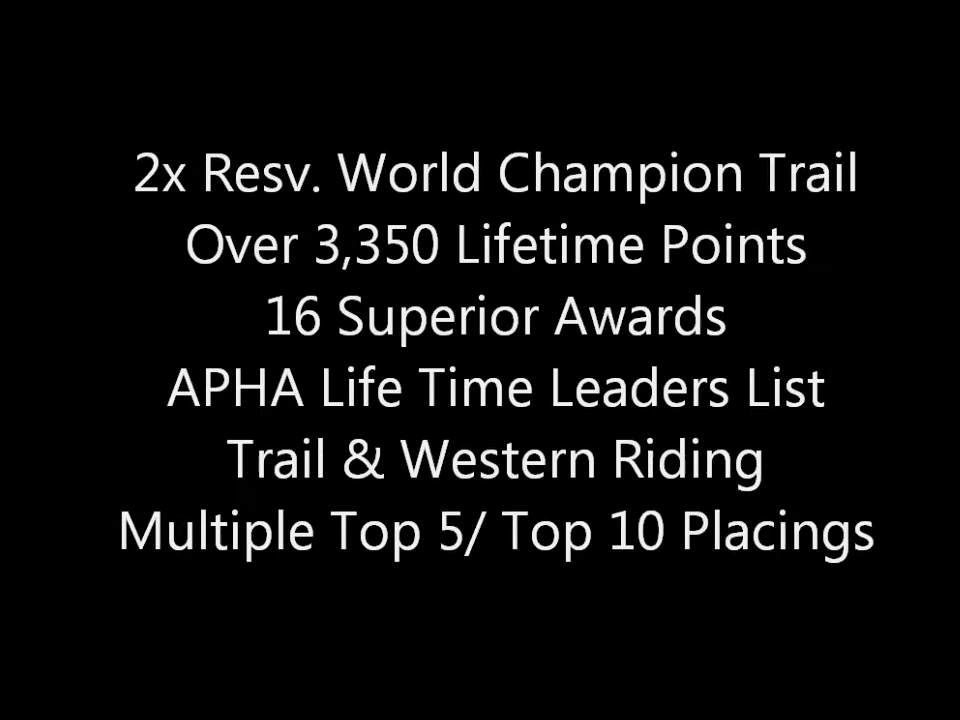 2x Resv. World Champion Trail
Over 3,350 Lifetime Points
16 Superior Awards
APHA Life Time Leaders List
Trail & Western Riding
Multiple Top 5/ Top 10 Placings